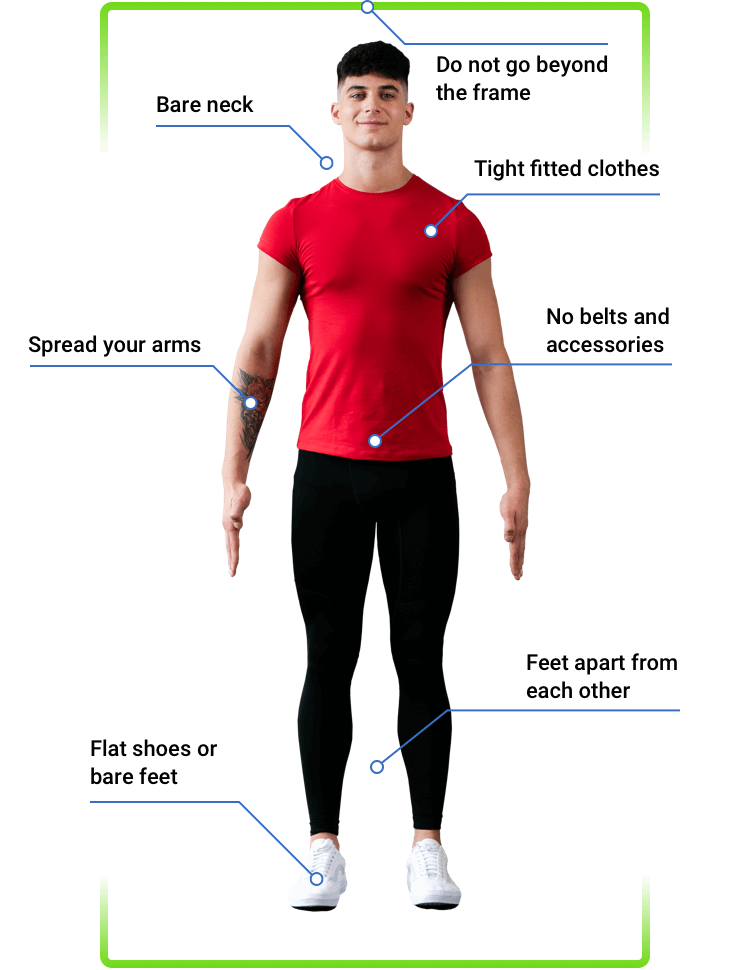 Do not go beyond
the frame
Bare neck
Tight fitted clothes
No belts and
accessories
Spread your arms
Feet apart from
each other
Flat shoes or
bare feet